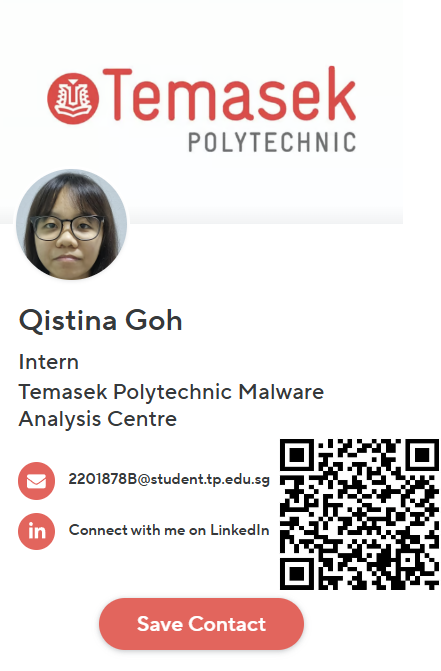 Temasek
POLYTECHNIC
Qistina Goh
Intern
Temasek Polytechnic Malware
Analysis Centre
2201878B@student.tp.edu.sg
in
Connect with me on LinkedIn
Save Contact